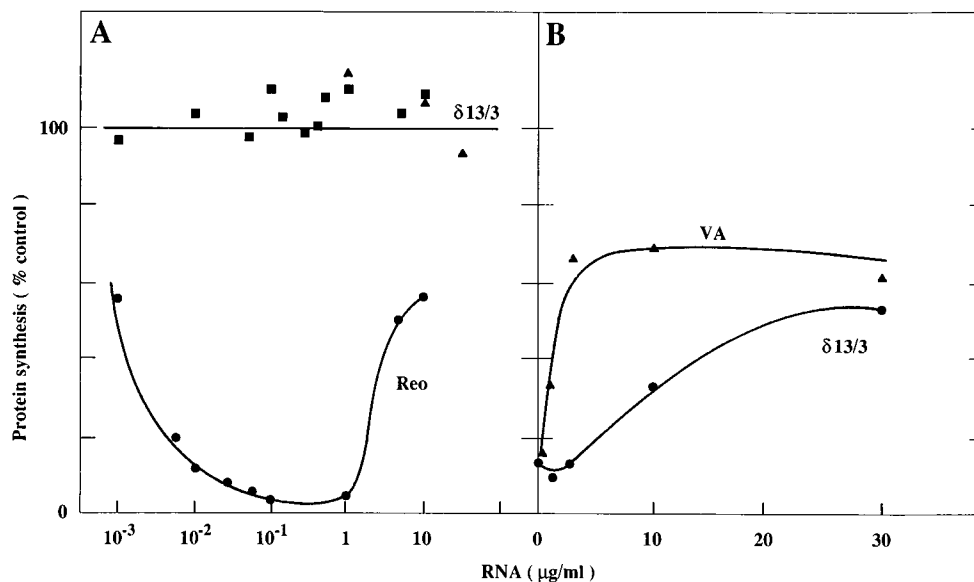 A
B
Protein synthesis ( % control )
100
0
δ13/3
Reo
VA
δ13/3
10⁻³ 10⁻² 10⁻¹ 1 10
0 10 20 30
RNA ( μg/ml )